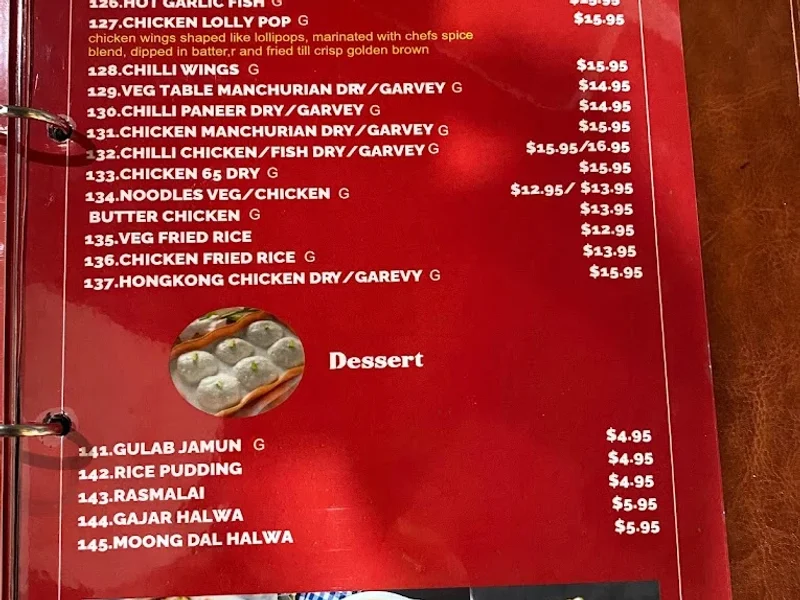 126.HOT GARLIC FISH G $15.95
127.CHICKEN LOLLY POP G $15.95
chicken wings shaped like lollipops, marinated with chefs spice
blend, dipped in batter,r and fried till crisp golden brown
128.CHILLI WINGS G $15.95
129.VEG TABLE MANCHURIAN DRY/GARVEY G $14.95
130.CHILLI PANEER DRY/GARVEY G $14.95
131.CHICKEN MANCHURIAN DRY/GARVEY G $15.95
132.CHILLI CHICKEN/FISH DRY/GARVEY G $15.95/16.95
133.CHICKEN 65 DRY G $15.95
134.NOODLES VEG/CHICKEN G $12.95/ $13.95
BUTTER CHICKEN G $13.95
135.VEG FRIED RICE $12.95
136.CHICKEN FRIED RICE G $13.95
137.HONGKONG CHICKEN DRY/GAREVY G $15.95
Dessert
141.GULAB JAMUN G $4.95
142.RICE PUDDING $4.95
143.RASMALAI $4.95
144.GAJAR HALWA $5.95
145.MOONG DAL HALWA $5.95